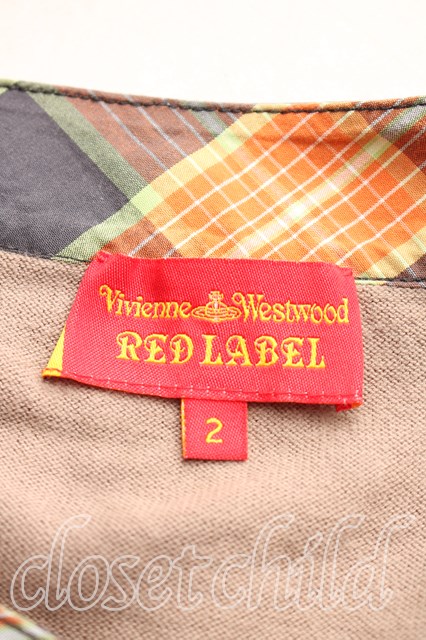 Vivienne Westwood
RED LABEL
2
closetchild